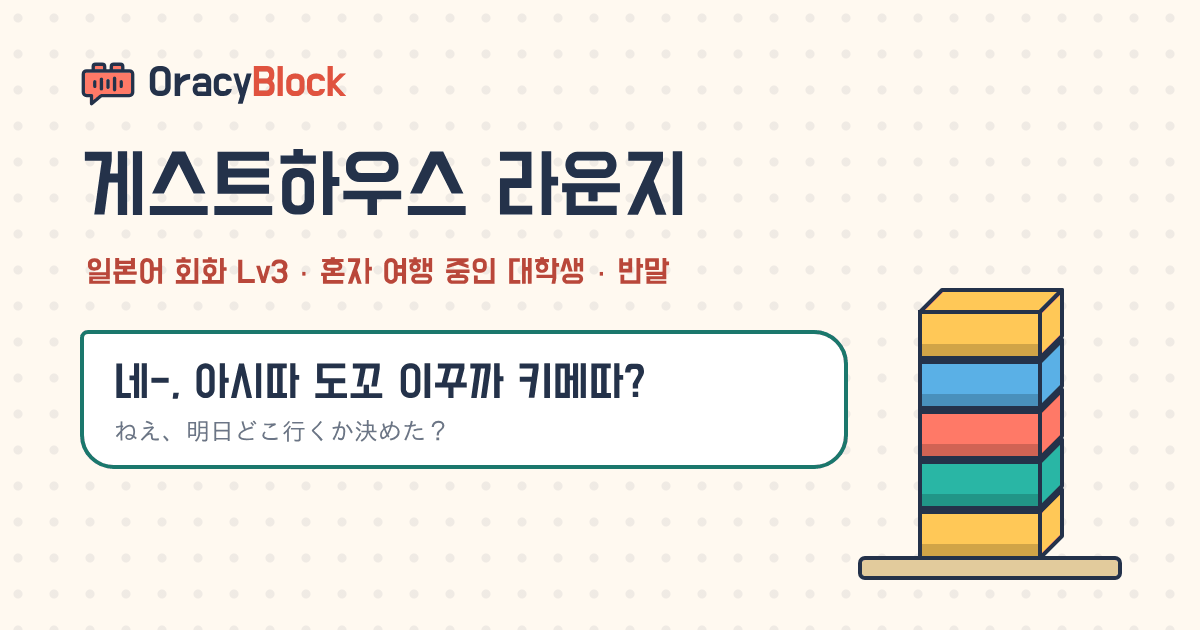 OracyBlock
게스트하우스 라운지
일본어 회화 Lv3 · 혼자 여행 중인 대학생 · 반말
네-, 아시따 도꼬 이꾸까 키메따?
ねえ、明日どこ行くか決めた？